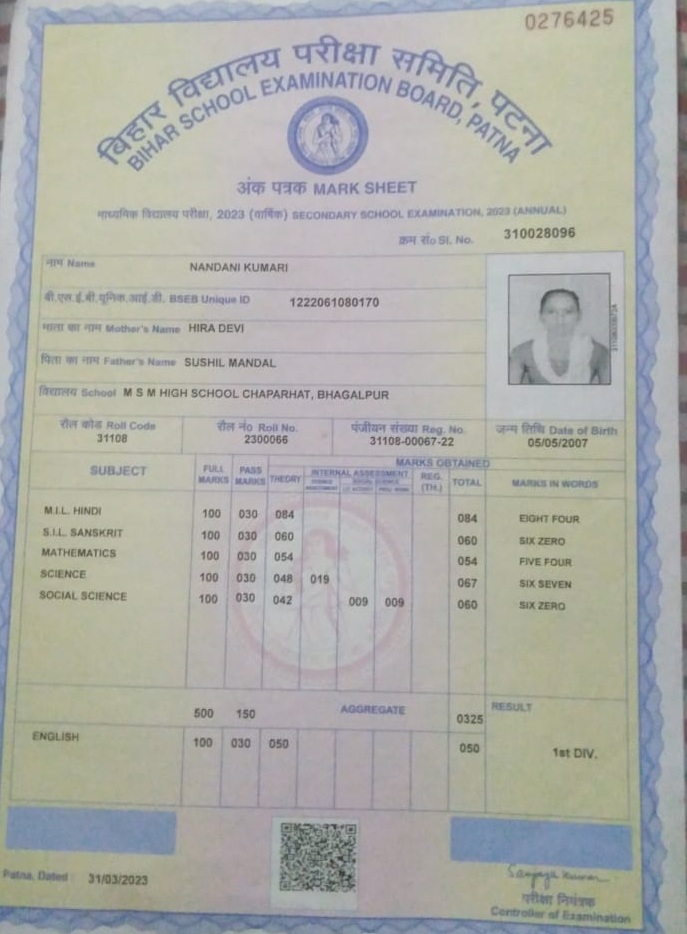 0276425
बिहार विद्यालय परीक्षा समिति, पटना
BIHAR SCHOOL EXAMINATION BOARD, PATNA
अंक पत्रक MARK SHEET
माध्यमिक विद्यालय परीक्षा, 2023 (वार्षिक) SECONDARY SCHOOL EXAMINATION, 2023 (ANNUAL)
क्रम सं० Sl. No. 310028096
नाम Name NANDANI KUMARI
बी.एस.ई.बी.यूनिक.आई.डी. BSEB Unique ID 1222061080170
माता का नाम Mother's Name HIRA DEVI
पिता का नाम Father's Name SUSHIL MANDAL
विद्यालय School M S M HIGH SCHOOL CHAPARHAT, BHAGALPUR
रौल कोड Roll Code रौल नं० Roll No. पंजीयन संख्या Reg. No. जन्म तिथि Date of Birth
31108 2300066 31108-00067-22 05/05/2007
SUBJECT FULL MARKS PASS MARKS MARKS OBTAINED MARKS IN WORDS
THEORY INTERNAL ASSESSMENT REG. (TH.) TOTAL
M.I.L. HINDI 100 030 084 084 EIGHT FOUR
S.I.L. SANSKRIT 100 030 060 060 SIX ZERO
MATHEMATICS 100 030 054 054 FIVE FOUR
SCIENCE 100 030 048 019 067 SIX SEVEN
SOCIAL SCIENCE 100 030 042 009 009 060 SIX ZERO
500 150 AGGREGATE 0325 RESULT
ENGLISH 100 030 050 050 1st DIV.
Patna, Dated : 31/03/2023
Sanjay Kumar
परीक्षा नियंत्रक
Controller of Examination